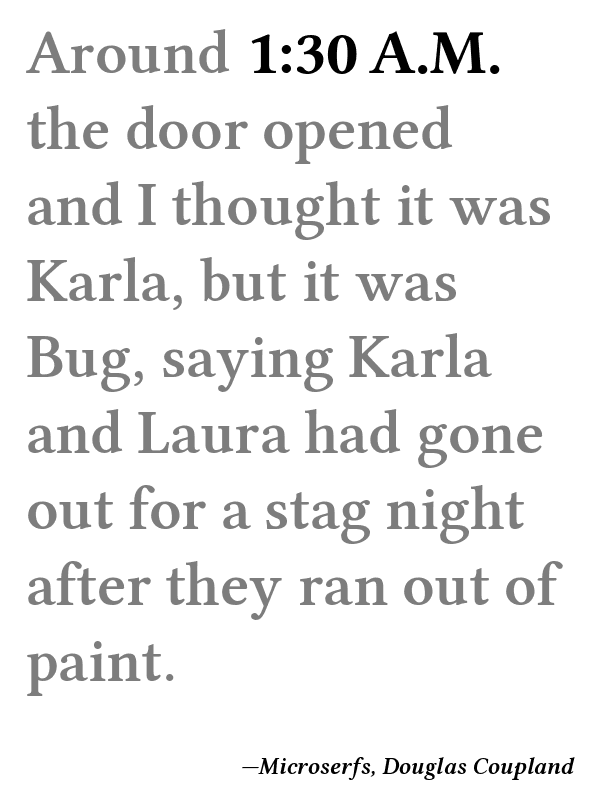 Around 1:30 A.M.
the door opened
and I thought it was
Karla, but it was
Bug, saying Karla
and Laura had gone
out for a stag night
after they ran out of
paint.
—Microserfs, Douglas Coupland